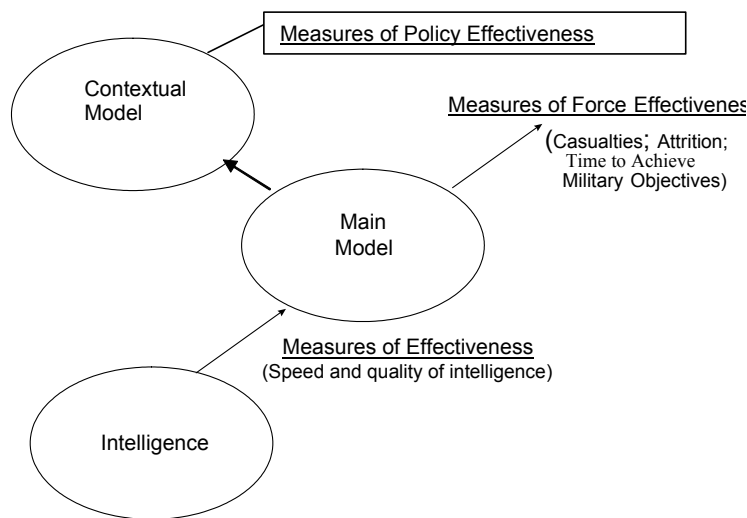 Measures of Policy Effectiveness
Contextual
Model
Measures of Force Effectivenes
(Casualties; Attrition;
Time to Achieve
Military Objectives)
Main
Model
Measures of Effectiveness
(Speed and quality of intelligence)
Intelligence